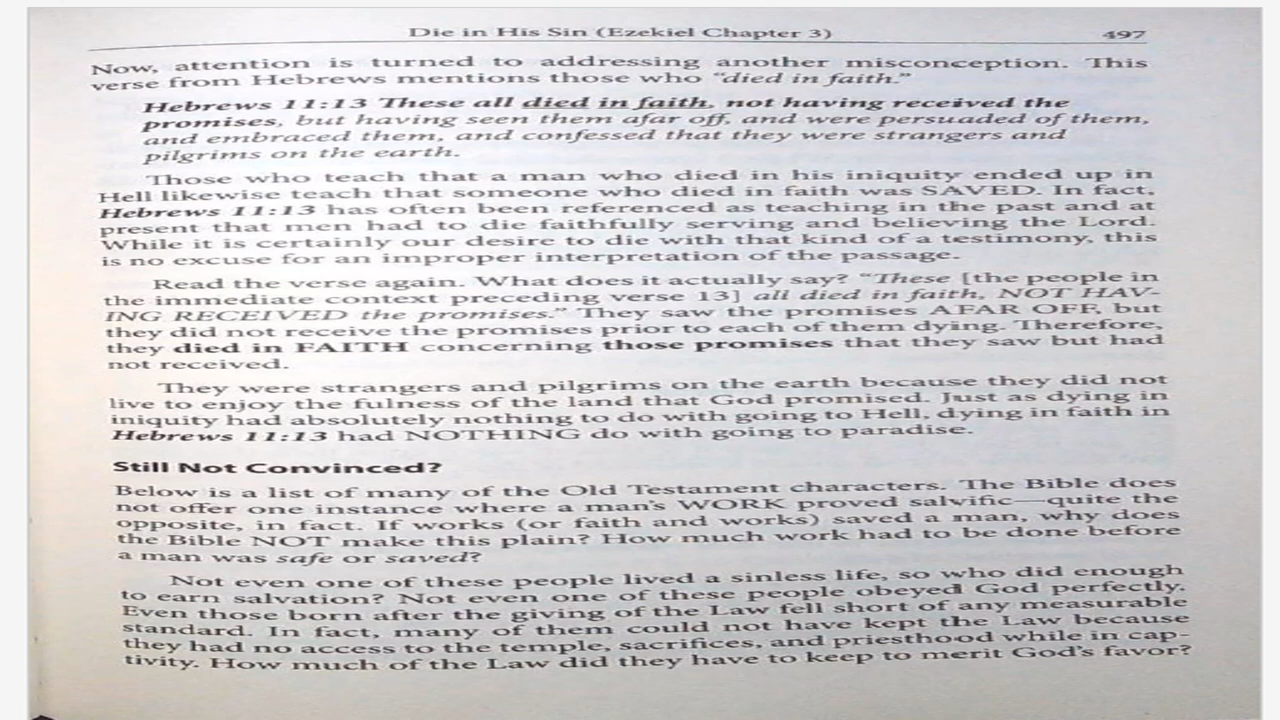 Die in His Sin (Ezekiel Chapter 3) 497
Now, attention is turned to addressing another misconception. This
verse from Hebrews mentions those who “died in faith.”
Hebrews 11:13 These all died in faith, not having received the
promises, but having seen them afar off, and were persuaded of them,
and embraced them, and confessed that they were strangers and
pilgrims on the earth.
Those who teach that a man who died in his iniquity ended up in
Hell likewise teach that someone who died in faith was SAVED. In fact,
Hebrews 11:13 has often been referenced as teaching in the past and at
present that men had to die faithfully serving and believing the Lord.
While it is certainly our desire to die with that kind of a testimony, this
is no excuse for an improper interpretation of the passage.
Read the verse again. What does it actually say? “These [the people in
the immediate context preceding verse 13] all died in faith, NOT HAV-
ING RECEIVED the promises.” They saw the promises AFAR OFF, but
they did not receive the promises prior to each of them dying. Therefore,
they died in FAITH concerning those promises that they saw but had
not received.
They were strangers and pilgrims on the earth because they did not
live to enjoy the fulness of the land that God promised. Just as dying in
iniquity had absolutely nothing to do with going to Hell, dying in faith in
Hebrews 11:13 had NOTHING do with going to paradise.
Still Not Convinced?
Below is a list of many of the Old Testament characters. The Bible does
not offer one instance where a man's WORK proved salvific—quite the
opposite, in fact. If works (or faith and works) saved a man, why does
the Bible NOT make this plain? How much work had to be done before
a man was safe or saved?
Not even one of these people lived a sinless life, so who did enough
to earn salvation? Not even one of these people obeyed God perfectly.
Even those born after the giving of the Law fell short of any measurable
standard. In fact, many of them could not have kept the Law because
they had no access to the temple, sacrifices, and priesthood while in cap-
tivity. How much of the Law did they have to keep to merit God's favor?